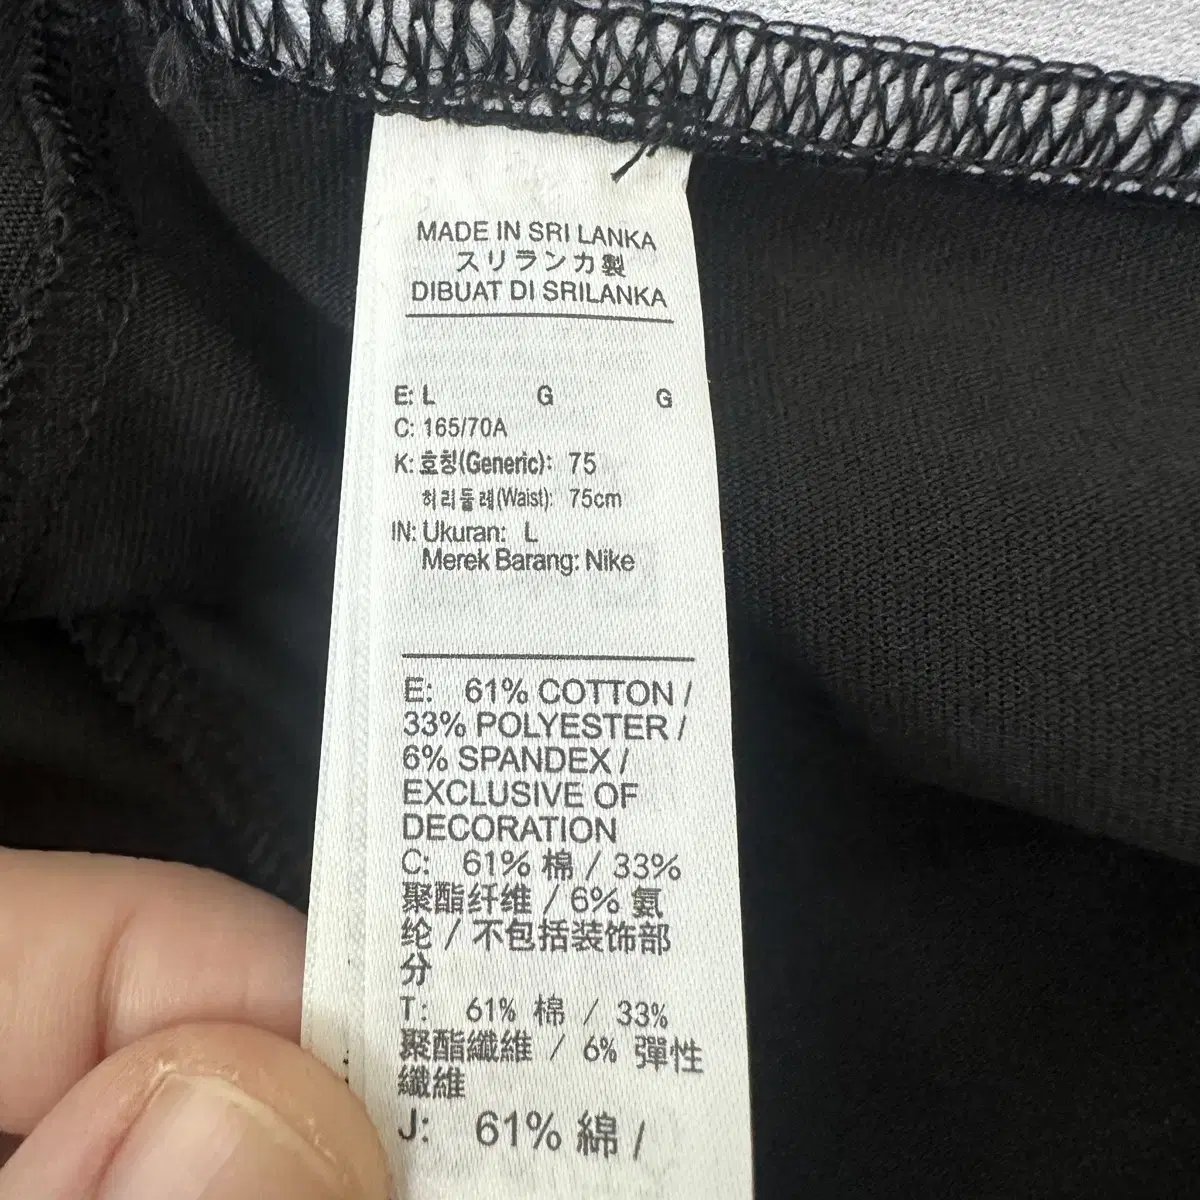 MADE IN SRI LANKA
スリランカ製
DIBUAT DI SRILANKA
E: L G G
C: 165/70A
K: 호칭(Generic): 75
허리둘레(Waist): 75cm
IN: Ukuran: L
Merek Barang: Nike
E: 61% COTTON /
33% POLYESTER /
6% SPANDEX /
EXCLUSIVE OF
DECORATION
C: 61% 棉 / 33%
聚酯纤维 / 6% 氨
纶 / 不包括装饰部
分
T: 61% 棉 / 33%
聚酯纖維 / 6% 彈性
纖維
J: 61% 綿 /